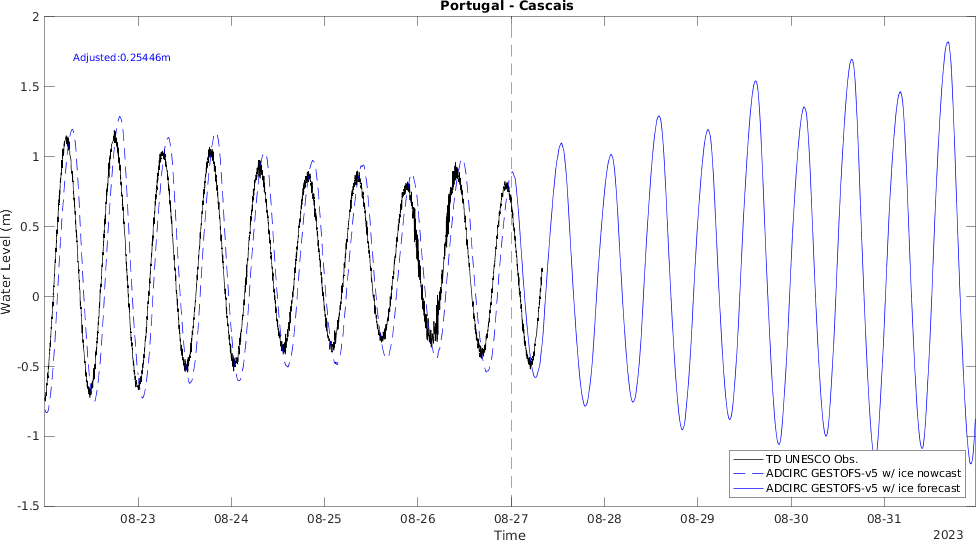 Portugal - Cascais
Adjusted:0.25446m
Water Level (m)
2
1.5
1
0.5
0
-0.5
-1
-1.5
TD UNESCO Obs.
ADCIRC GESTOFS-v5 w/ ice nowcast
ADCIRC GESTOFS-v5 w/ ice forecast
08-23 08-24 08-25 08-26 08-27 08-28 08-29 08-30 08-31
Time
2023